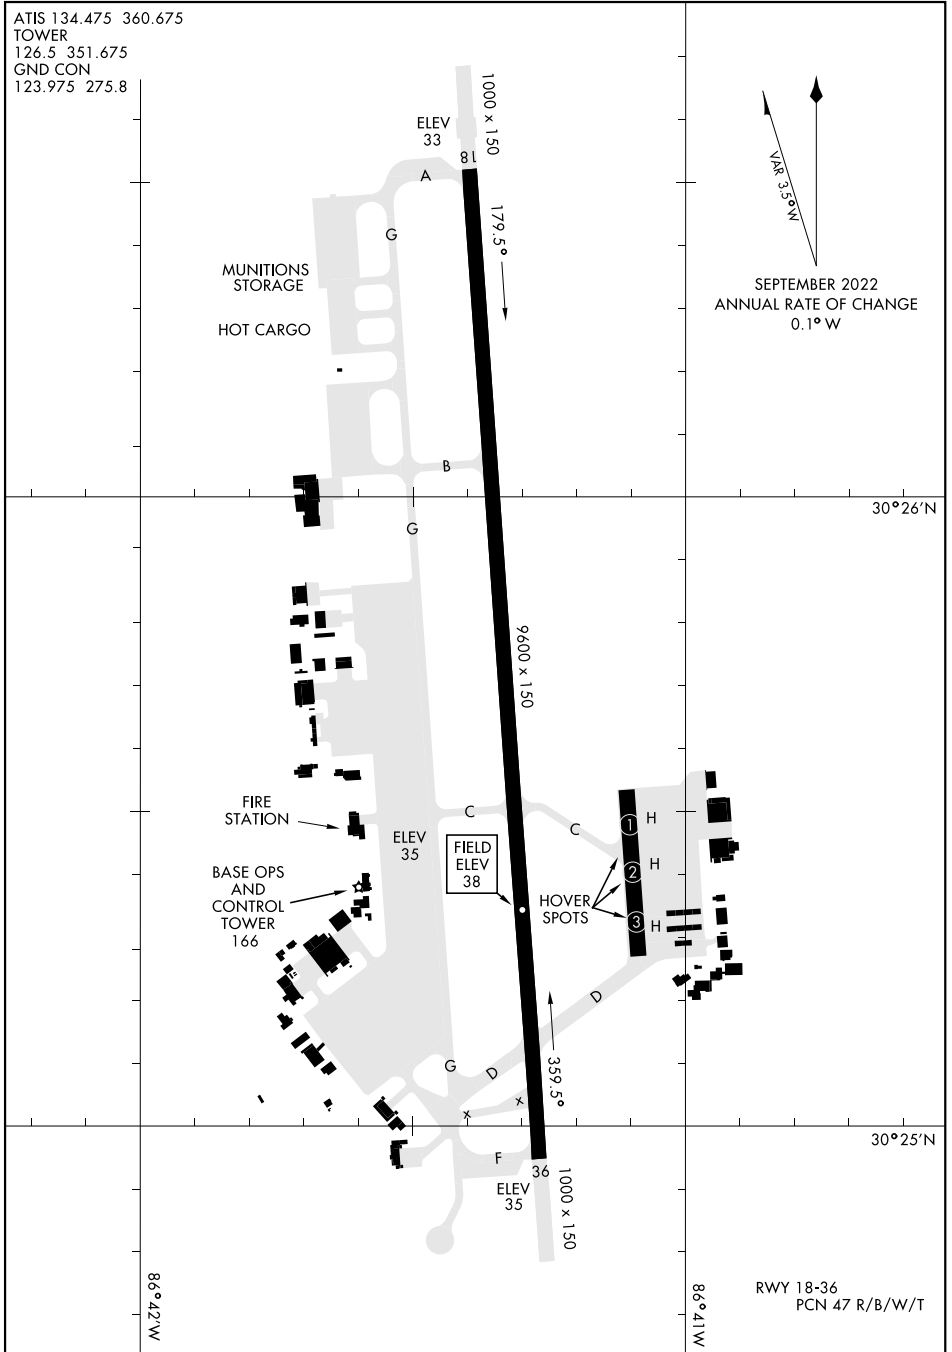 ATIS 134.475 360.675
TOWER
126.5 351.675
GND CON
123.975 275.8
ELEV
33
1000 x 150
18
A
G
179.5°
VAR 3.5°W
MUNITIONS
STORAGE
HOT CARGO
SEPTEMBER 2022
ANNUAL RATE OF CHANGE
0.1° W
B
30°26'N
G
9600 x 150
FIRE
STATION
C
C
1
H
ELEV
35
FIELD
ELEV
38
2
H
BASE OPS
AND
CONTROL
TOWER
166
HOVER
SPOTS
3
H
D
G
D
359.5°
x
x
30°25'N
F
36
ELEV
35
1000 x 150
86°42'W
86°41'W
RWY 18-36
PCN 47 R/B/W/T